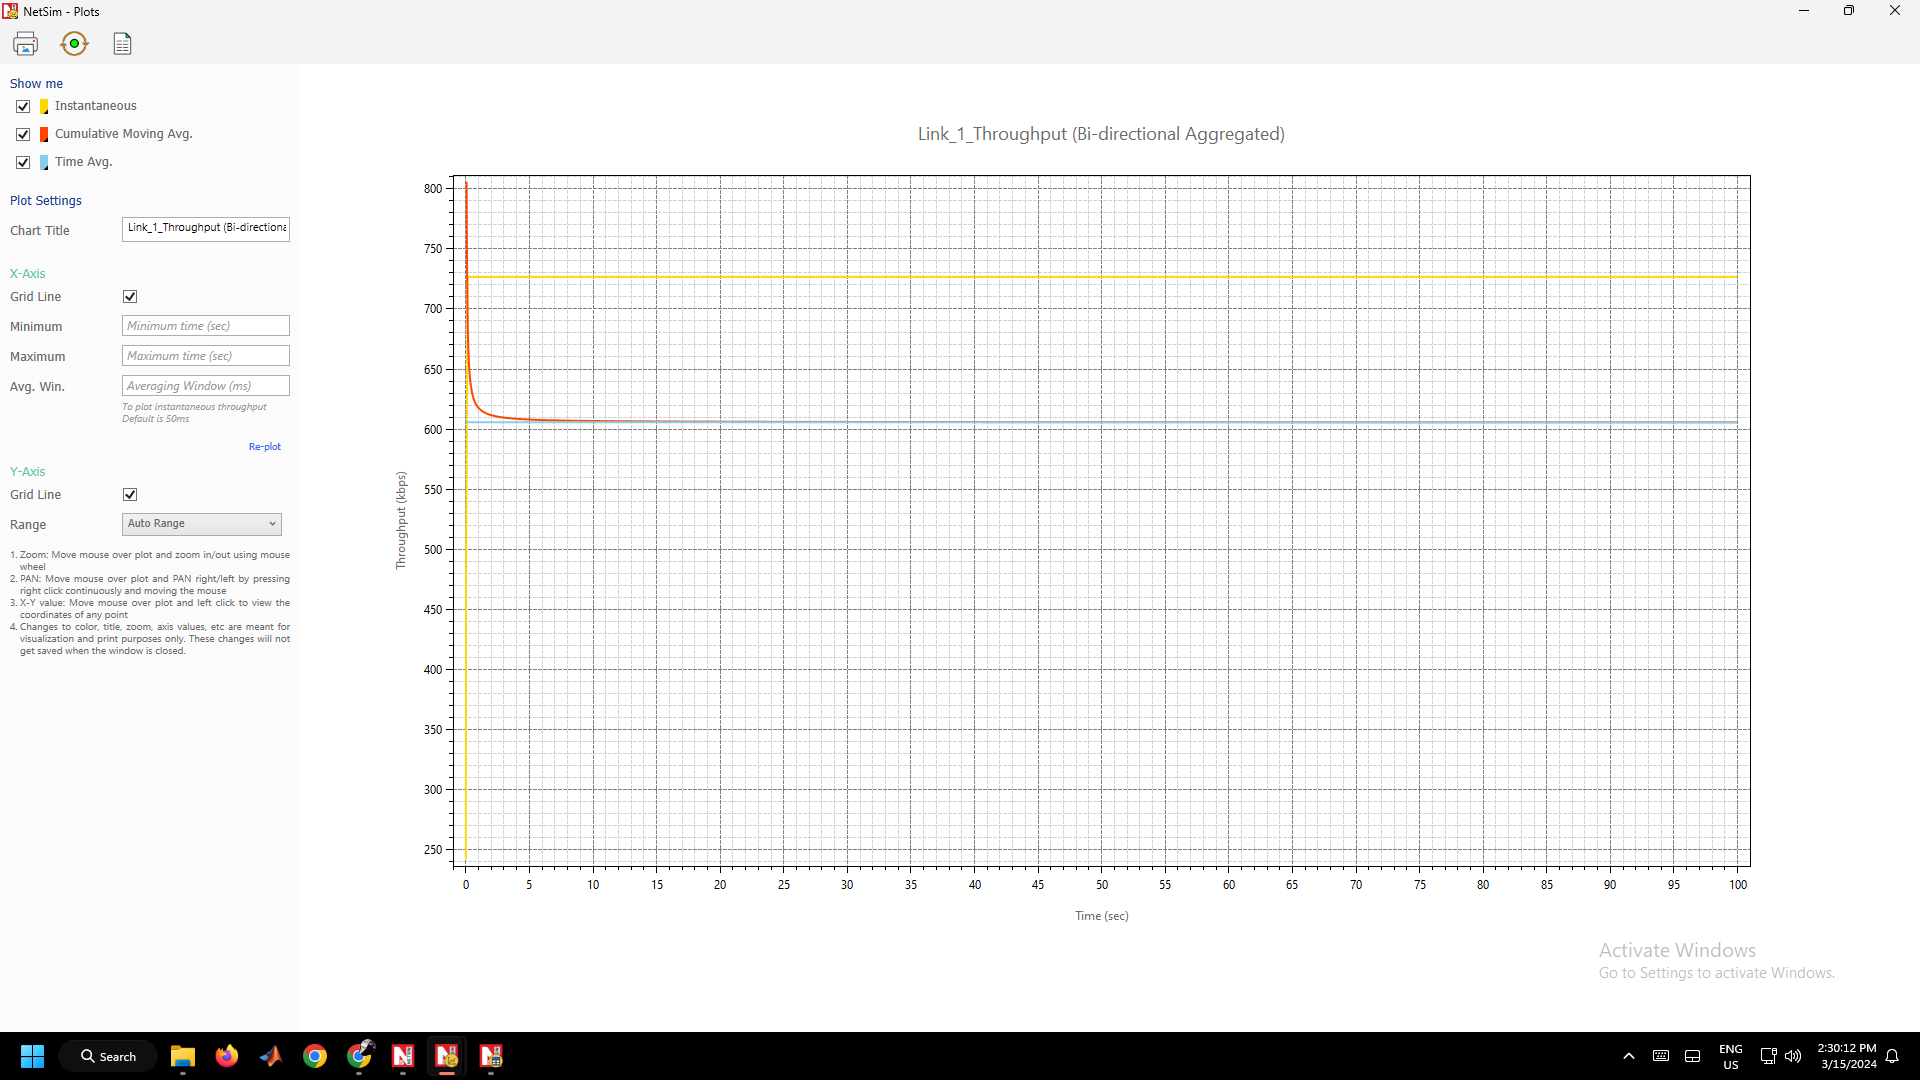 NetSim - Plots
Show me
Instantaneous
Cumulative Moving Avg.
Time Avg.
Plot Settings
Chart Title
Link_1_Throughput (Bi-directiona
X-Axis
Grid Line
Minimum
Minimum time (sec)
Maximum
Maximum time (sec)
Avg. Win.
Averaging Window (ms)
To plot instantaneous throughput
Default is 50ms
Re-plot
Y-Axis
Grid Line
Range
Auto Range
1. Zoom: Move mouse over plot and zoom in/out using mouse
wheel
2. PAN: Move mouse over plot and PAN right/left by pressing
right click continuously and moving the mouse
3. X-Y value: Move mouse over plot and left click to view the
coordinates of any point
4. Changes to color, title, zoom, axis values, etc are meant for
visualization and print purposes only. These changes will not
get saved when the window is closed.
Link_1_Throughput (Bi-directional Aggregated)
Throughput (kbps)
800
750
700
650
600
550
500
450
400
350
300
250
0 5 10 15 20 25 30 35 40 45 50 55 60 65 70 75 80 85 90 95 100
Time (sec)
Activate Windows
Go to Settings to activate Windows.
Search
ENG
US
2:30:12 PM
3/15/2024